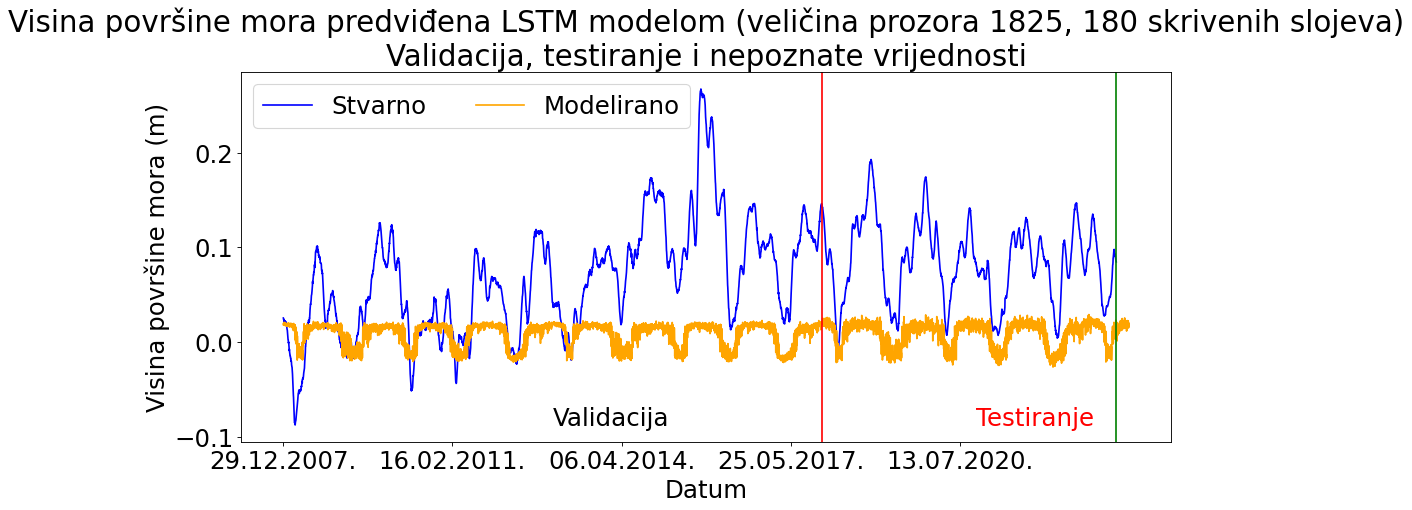 Visina površine mora predviđena LSTM modelom (veličina prozora 1825, 180 skrivenih slojeva)
Validacija, testiranje i nepoznate vrijednosti
Stvarno
Modelirano
Visina površine mora (m)
0.2
0.1
0.0
−0.1
Validacija
Testiranje
29.12.2007.
16.02.2011.
06.04.2014.
25.05.2017.
13.07.2020.
Datum